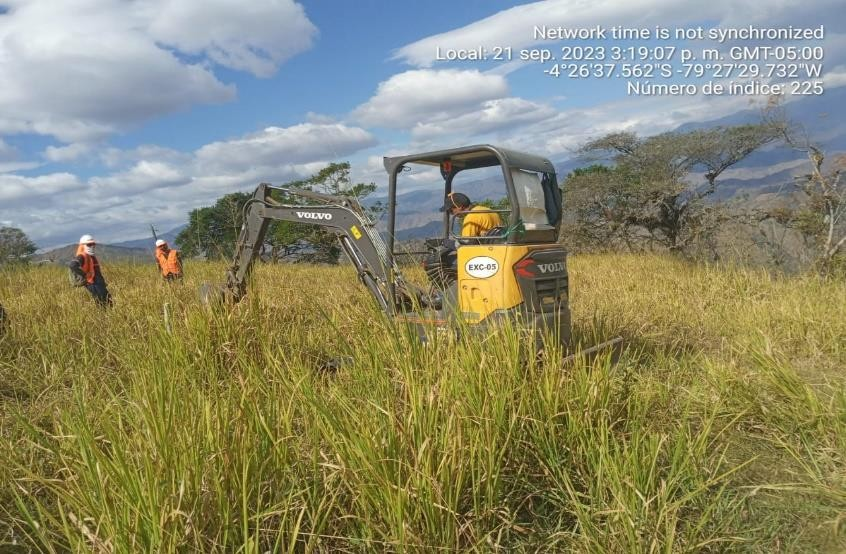 Network time is not synchronized
Local: 21 sep. 2023 3:19:07 p. m. GMT-05:00
-4°26'37.562"S -79°27'29.732"W
Número de índice: 225
VOLVO
EXC-05
VOLVO